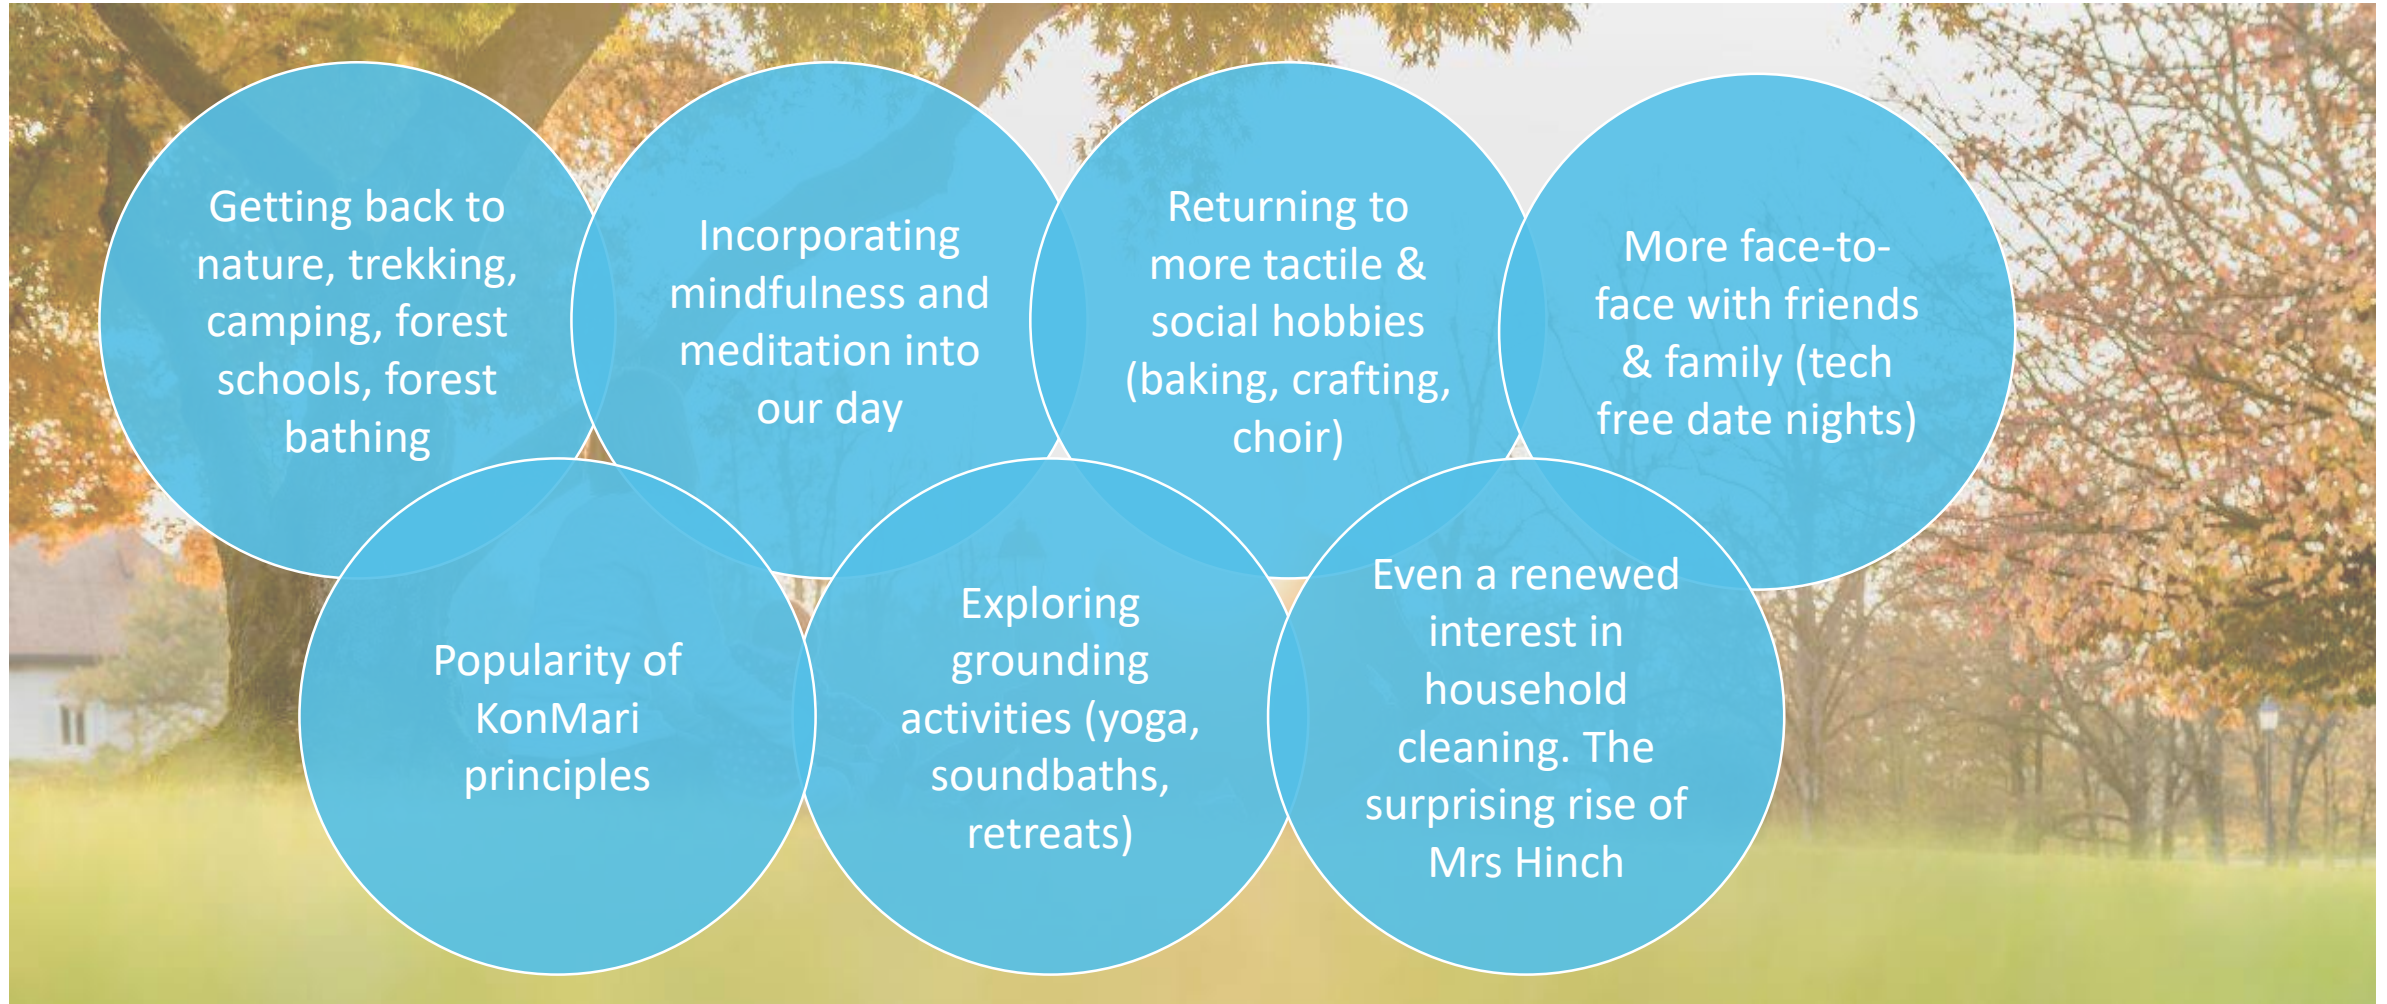 Getting back to
nature, trekking,
camping, forest
schools, forest
bathing
Incorporating
mindfulness and
meditation into
our day
Returning to
more tactile &
social hobbies
(baking, crafting,
choir)
More face-to-
face with friends
& family (tech
free date nights)
Popularity of
KonMari
principles
Exploring
grounding
activities (yoga,
soundbaths,
retreats)
Even a renewed
interest in
household
cleaning. The
surprising rise of
Mrs Hinch